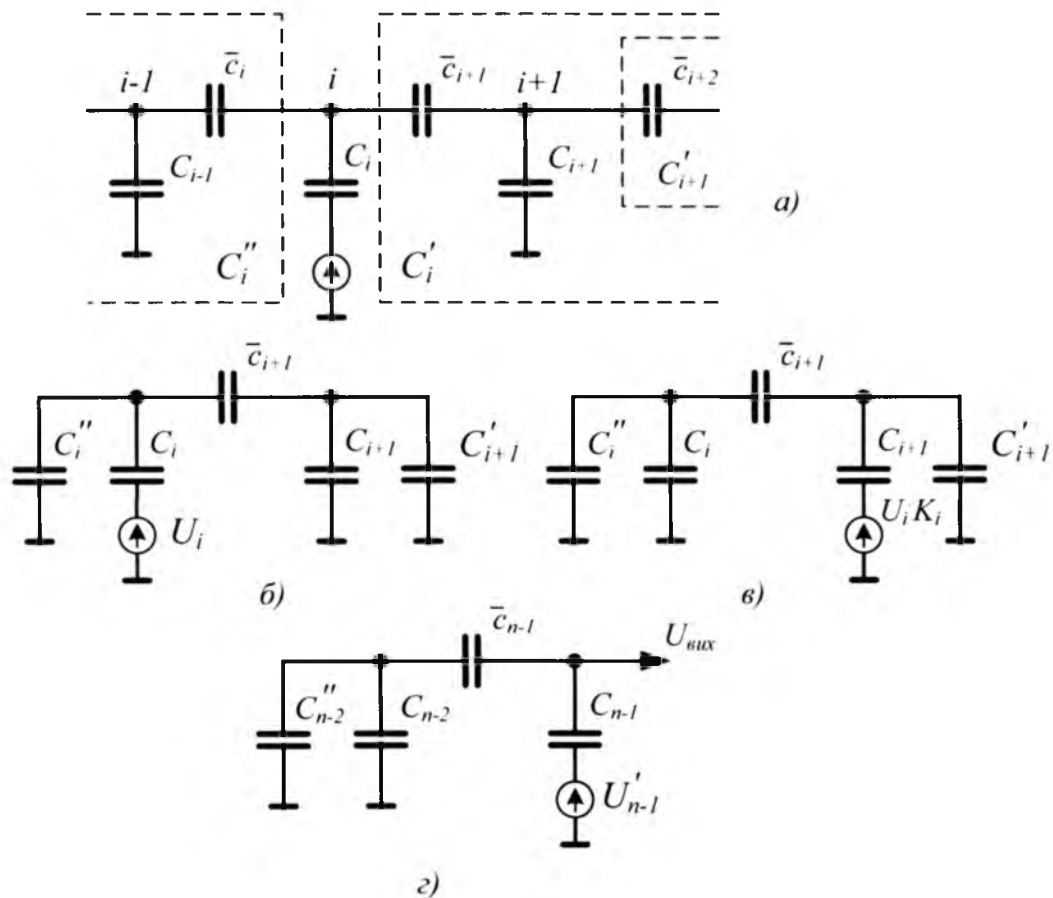 c̅ᵢ
c̅ᵢ₊₁
c̅ᵢ₊₂
i-1
i
i+1
Cᵢ₋₁
Cᵢ
Cᵢ₊₁
C'ᵢ₊₁
а)
C''ᵢ
C'ᵢ
c̅ᵢ₊₁
c̅ᵢ₊₁
C''ᵢ
Cᵢ
Cᵢ₊₁
C'ᵢ₊₁
C''ᵢ
Cᵢ
Cᵢ₊₁
C'ᵢ₊₁
Uᵢ
UᵢKᵢ
б)
в)
c̅ₙ₋₁
Uвих
C''ₙ₋₂
Cₙ₋₂
Cₙ₋₁
U'ₙ₋₁
г)